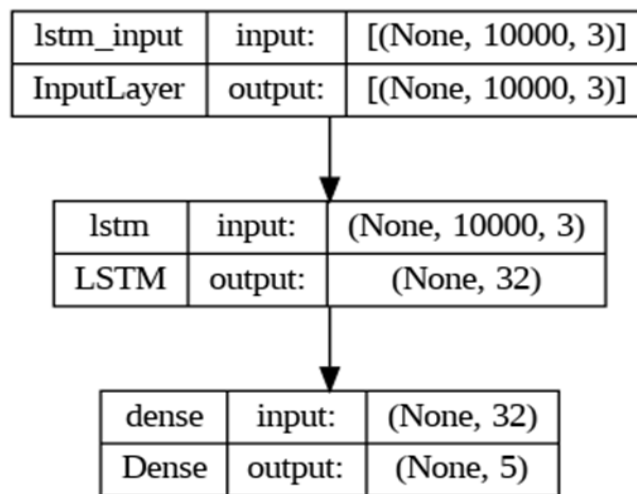 lstm_input input: [(None, 10000, 3)]
InputLayer output: [(None, 10000, 3)]
lstm input: (None, 10000, 3)
LSTM output: (None, 32)
dense input: (None, 32)
Dense output: (None, 5)